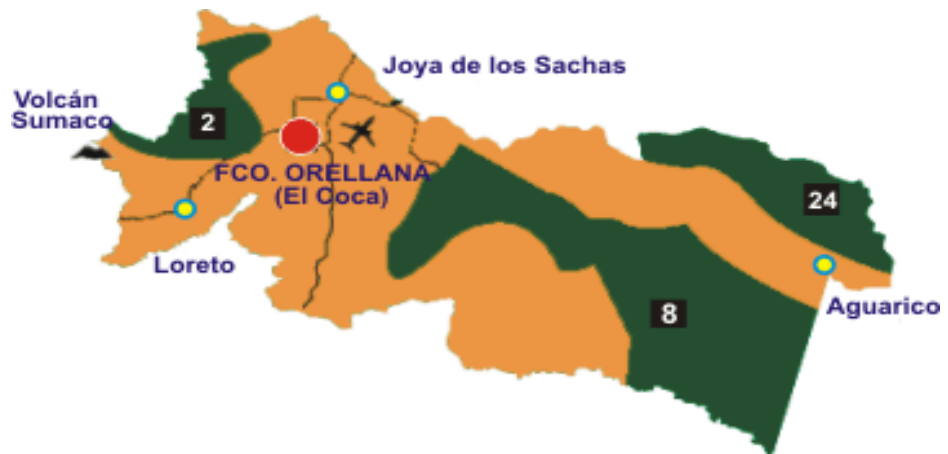 Joya de los Sachas
Volcán
Sumaco
2
FCO. ORELLANA
(El Coca)
24
Loreto
8
Aguarico